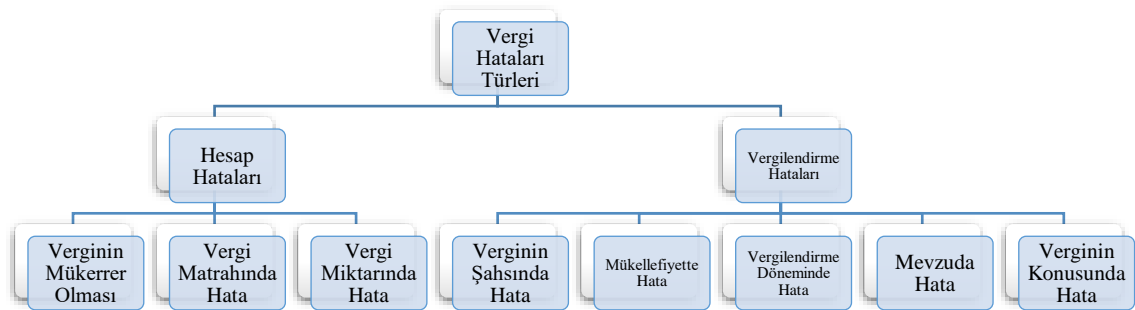 Vergi
Hataları
Türleri
Hesap
Hataları
Vergilendirme
Hataları
Verginin
Mükerrer
Olması
Vergi
Matrahında
Hata
Vergi
Miktarında
Hata
Verginin
Şahsında
Hata
Mükellefiyette
Hata
Vergilendirme
Döneminde
Hata
Mevzuda
Hata
Verginin
Konusunda
Hata